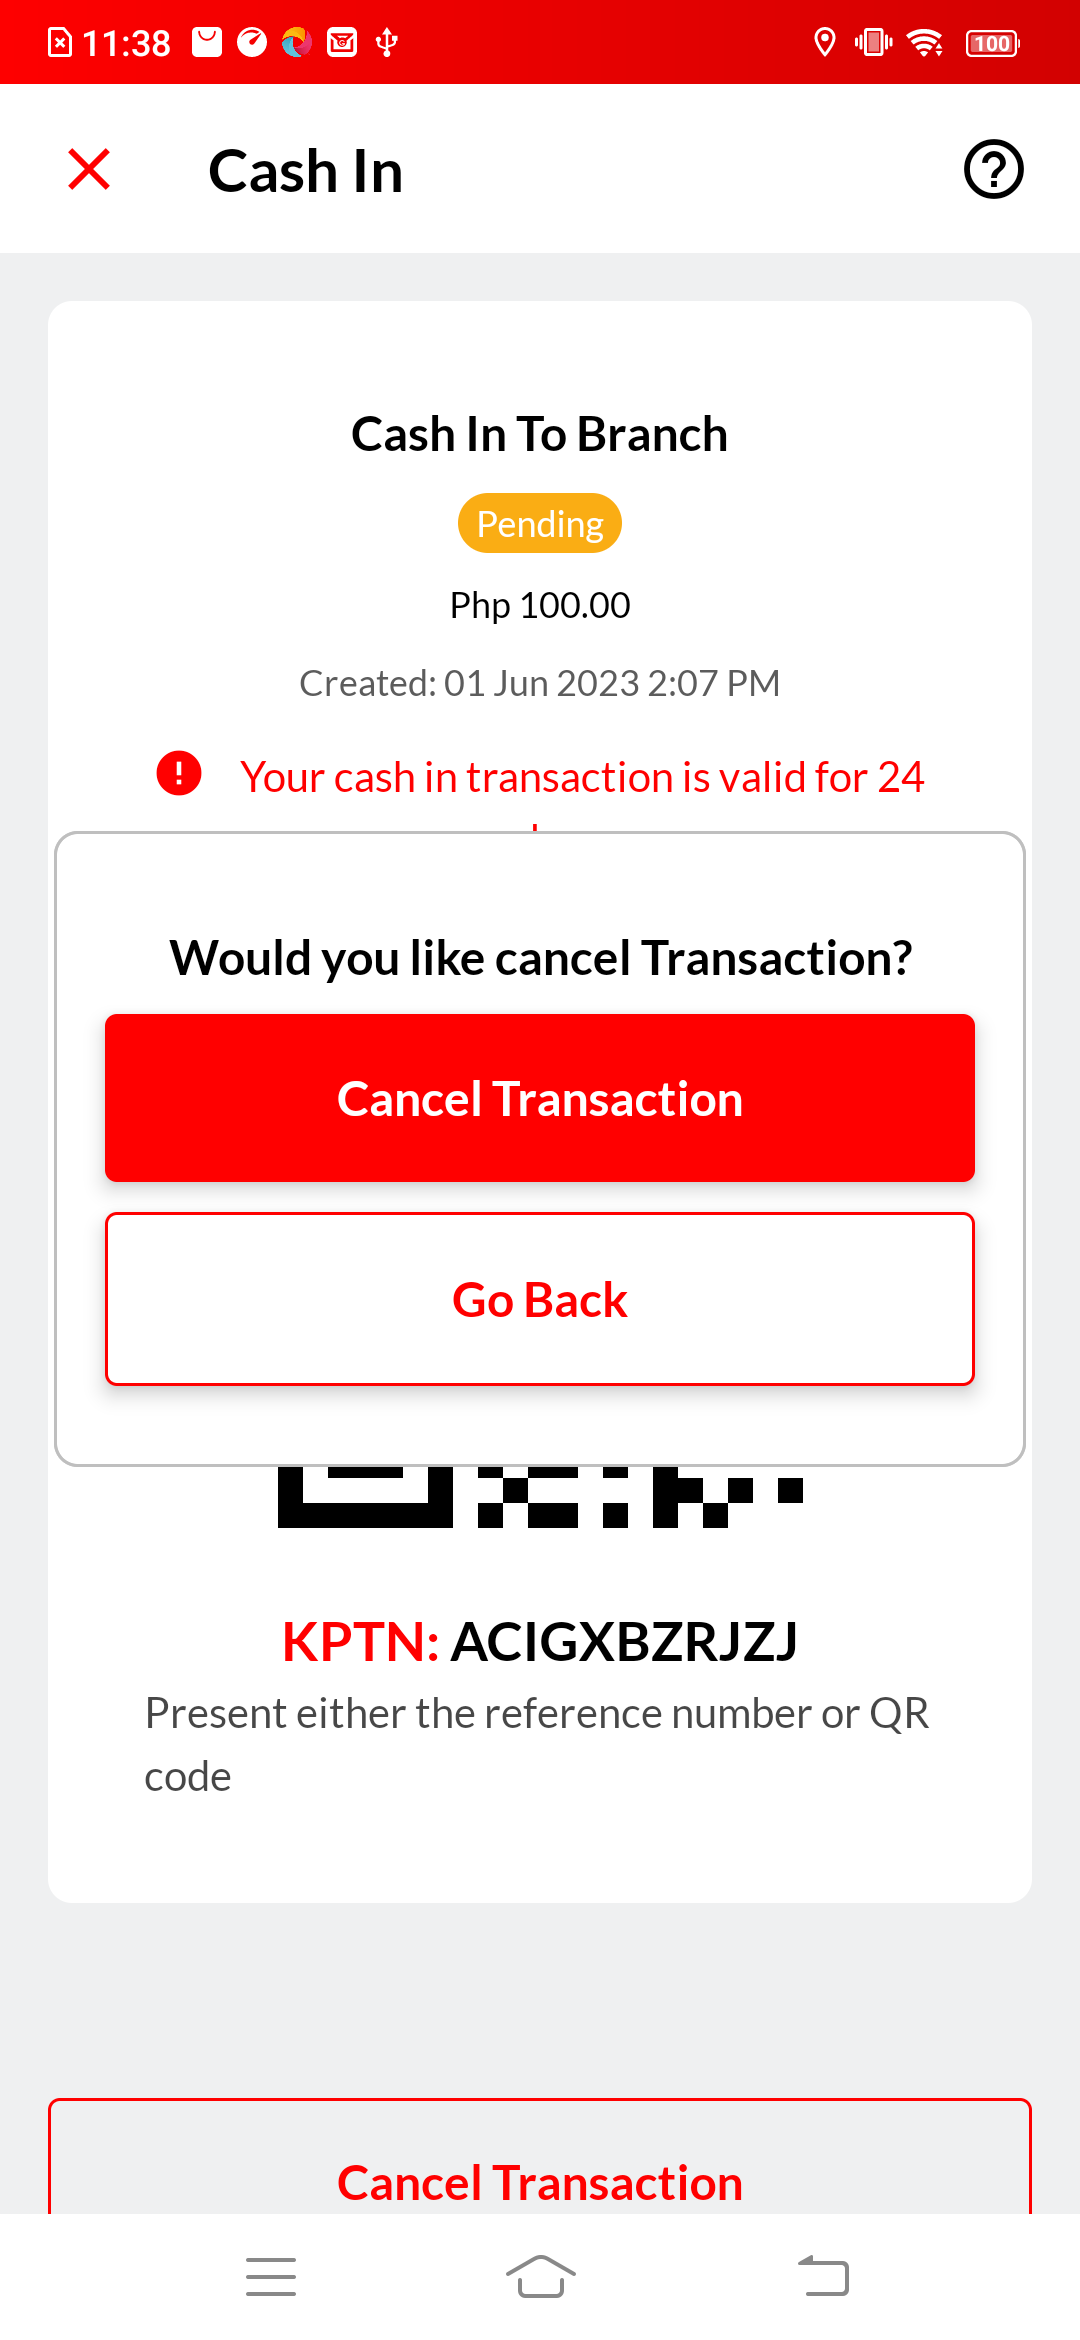 11:38
100
Cash In
Cash In To Branch
Pending
Php 100.00
Created: 01 Jun 2023 2:07 PM
Your cash in transaction is valid for 24
Would you like cancel Transaction?
Cancel Transaction
Go Back
KPTN: ACIGXBZRJZJ
Present either the reference number or QR
code
Cancel Transaction